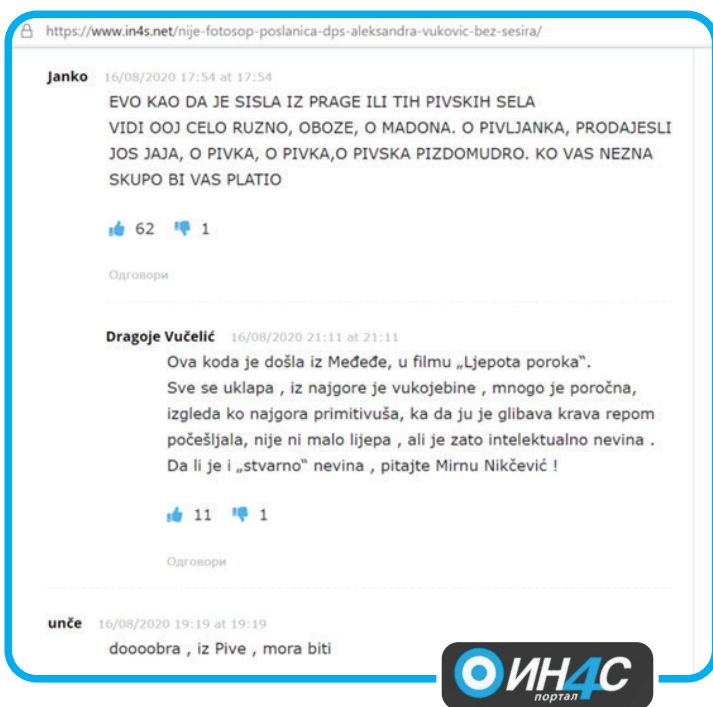 https://www.in4s.net/nije-fotosop-poslanica-dps-aleksandra-vukovic-bez-sesira/
Janko 16/08/2020 17:54 at 17:54
EVO KAO DA JE SISLA IZ PRAGE ILI TIH PIVSKIH SELA
VIDI OOJ CELO RUZNO, OBOZE, O MADONA. O PIVLJANKA, PRODAJESLI
JOS JAJA, O PIVKA, O PIVKA,O PIVSKA PIZDOMUDRO. KO VAS NEZNA
SKUPO BI VAS PLATIO
62 1
Одговори
Dragoje Vučelić 16/08/2020 21:11 at 21:11
Ova koda je došla iz Međeđe, u filmu „Ljepota poroka“.
Sve se uklapa , iz najgore je vukojebine , mnogo je poročna,
izgleda ko najgora primitivuša, ka da ju je glibava krava repom
počešljala, nije ni malo lijepa , ali je zato intelektualno nevina .
Da li je i „stvarno“ nevina , pitajte Mirnu Nikčević !
11 1
Одговори
unče 16/08/2020 19:19 at 19:19
doooobra , iz Pive , mora biti
ИН4С
портал